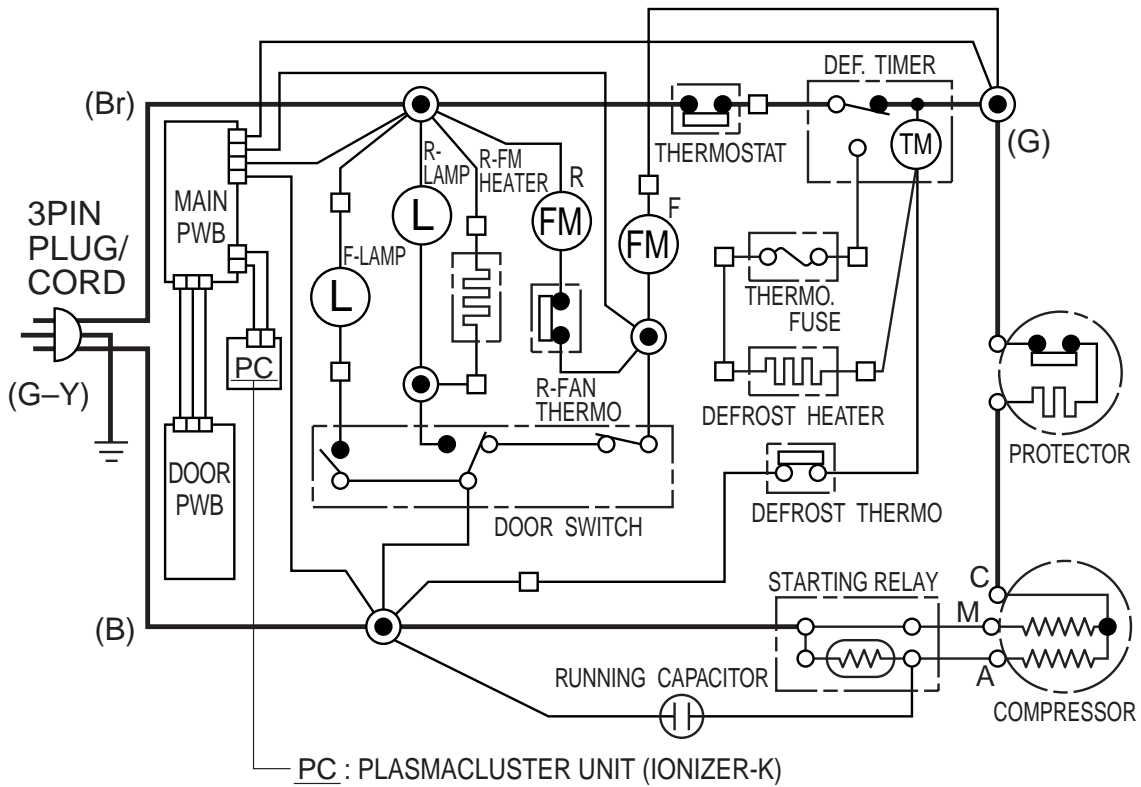 DEF. TIMER
(Br)
THERMOSTAT
TM
(G)
R-
LAMP
R-FM
HEATER
R
F
MAIN
PWB
L
FM
FM
3PIN
PLUG/
CORD
F-LAMP
L
THERMO.
FUSE
PC
(G–Y)
R-FAN
THERMO
DEFROST HEATER
PROTECTOR
DOOR
PWB
DOOR SWITCH
DEFROST THERMO
STARTING RELAY
C
M
(B)
A
RUNNING CAPACITOR
COMPRESSOR
PC : PLASMACLUSTER UNIT (IONIZER-K)